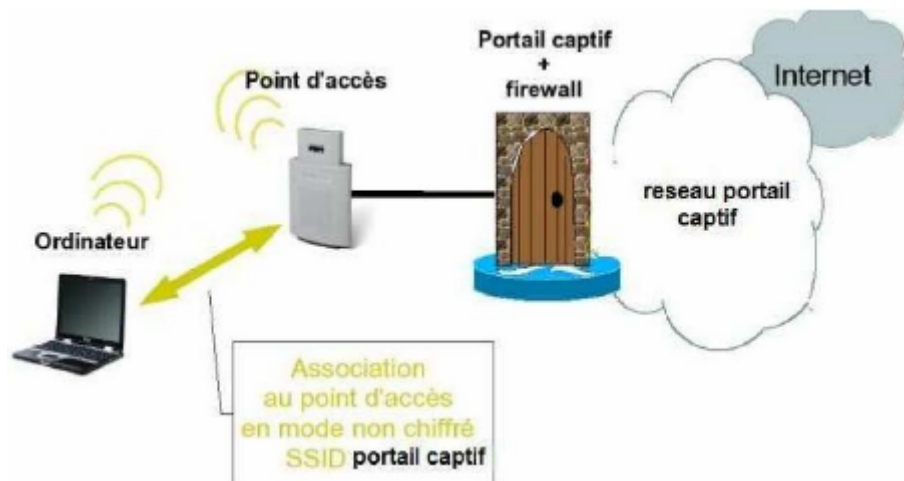 Portail captif
+
firewall
Internet
Point d'accès
reseau portail
captif
Ordinateur
Association
au point d'accès
en mode non chiffré
SSID portail captif